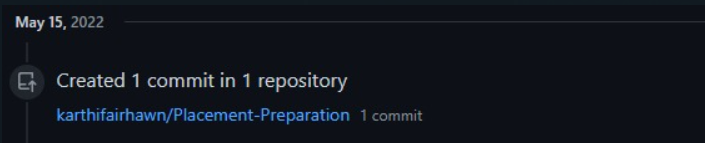 May 15, 2022
Created 1 commit in 1 repository
karthifairhawn/Placement-Preparation 1 commit